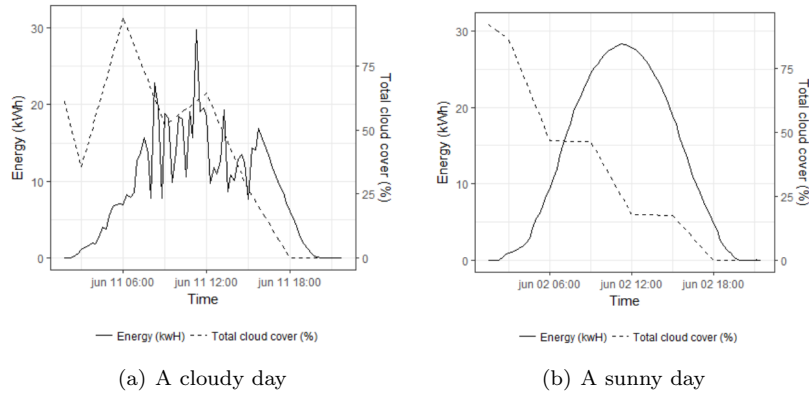 30
20
10
0
Energy (kWh)
75
50
25
0
Total cloud cover (%)
jun 11 06:00 jun 11 12:00 jun 11 18:00
Time
Energy (kwH) Total cloud cover (%)
(a) A cloudy day
30
20
10
0
Energy (kWh)
75
50
25
0
Total cloud cover (%)
jun 02 06:00 jun 02 12:00 jun 02 18:00
Time
Energy (kwH) Total cloud cover (%)
(b) A sunny day